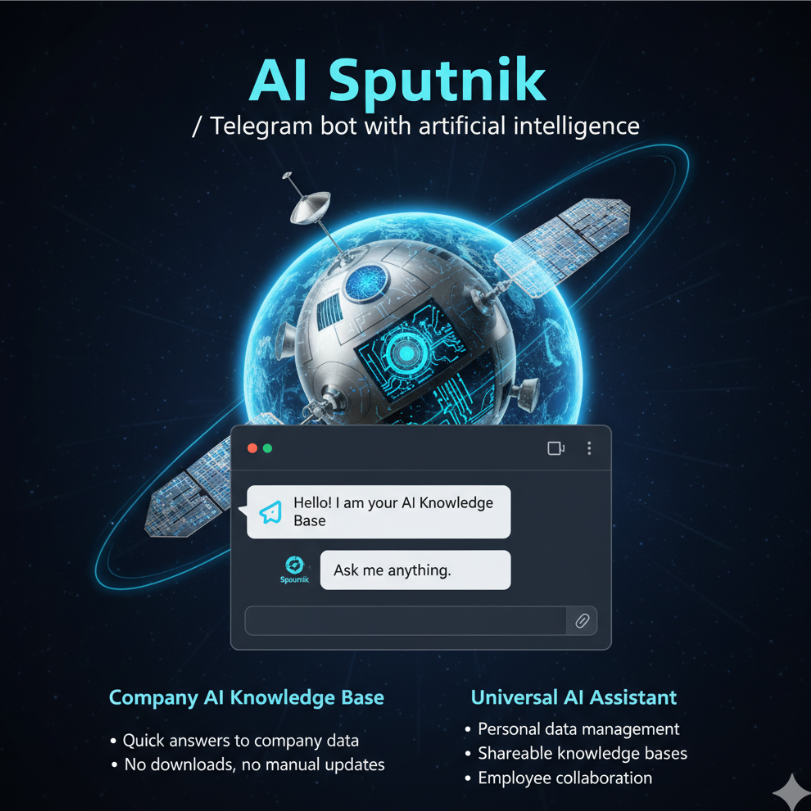 AI Sputnik
/ Telegram bot with artificial intelligence
Hello! I am your AI Knowledge
Base
Spoutnik
Ask me anything.
Company AI Knowledge Base
• Quick answers to company data
• No downloads, no manual updates
Universal AI Assistant
• Personal data management
• Shareable knowledge bases
• Employee collaboration